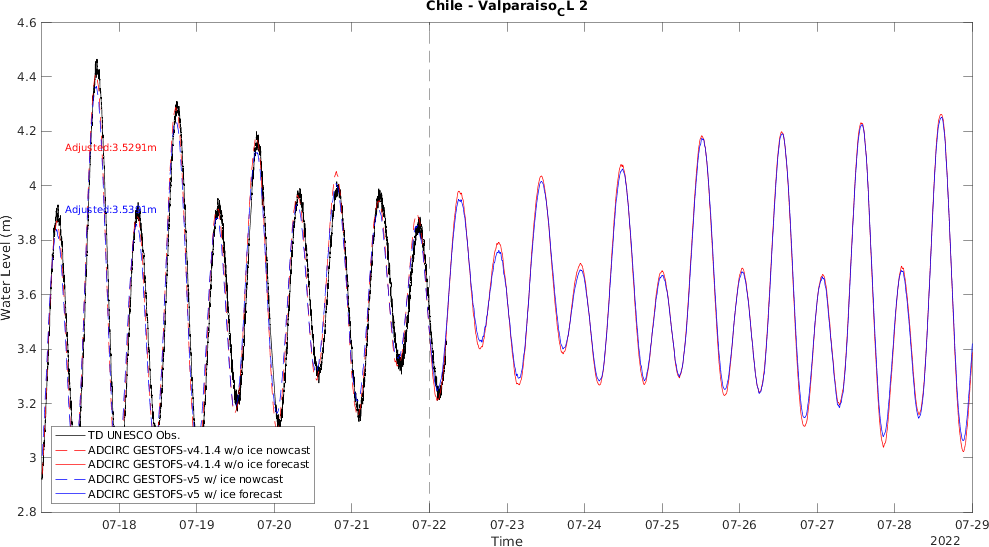 Chile - Valparaiso_CL 2
4.6
4.4
4.2
4
3.8
3.6
3.4
3.2
3
2.8
Water Level (m)
Adjusted:3.5291m
TD UNESCO Obs.
ADCIRC GESTOFS-v4.1.4 w/o ice nowcast
ADCIRC GESTOFS-v4.1.4 w/o ice forecast
ADCIRC GESTOFS-v5 w/ ice nowcast
ADCIRC GESTOFS-v5 w/ ice forecast
07-18 07-19 07-20 07-21 07-22 07-23 07-24 07-25 07-26 07-27 07-28 07-29
Time
2022